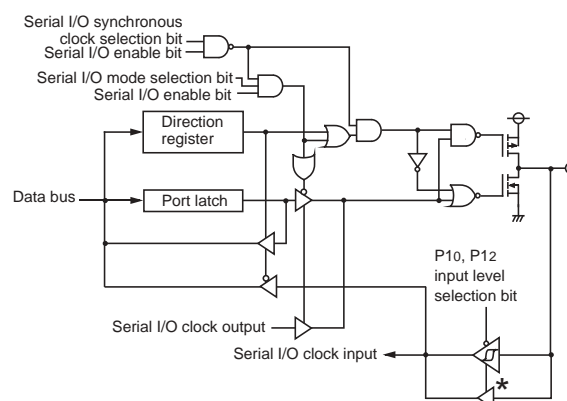 Serial I/O synchronous
clock selection bit
Serial I/O enable bit
Serial I/O mode selection bit
Serial I/O enable bit
Direction
register
Data bus
Port latch
P10, P12
input level
selection bit
Serial I/O clock output
Serial I/O clock input
*